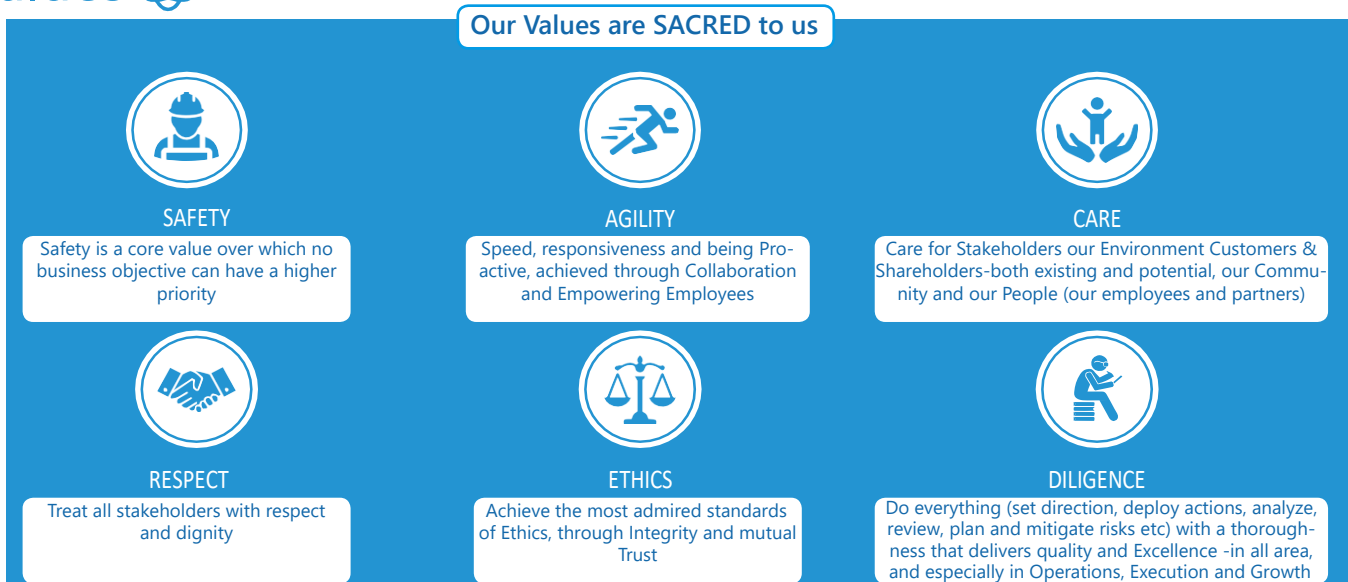 Our Values are SACRED to us
SAFETY
Safety is a core value over which no
business objective can have a higher
priority
AGILITY
Speed, responsiveness and being Pro-
active, achieved through Collaboration
and Empowering Employees
CARE
Care for Stakeholders our Environment Customers &
Shareholders-both existing and potential, our Commu-
nity and our People (our employees and partners)
RESPECT
Treat all stakeholders with respect
and dignity
ETHICS
Achieve the most admired standards
of Ethics, through Integrity and mutual
Trust
DILIGENCE
Do everything (set direction, deploy actions, analyze,
review, plan and mitigate risks etc) with a thorough-
ness that delivers quality and Excellence -in all area,
and especially in Operations, Execution and Growth